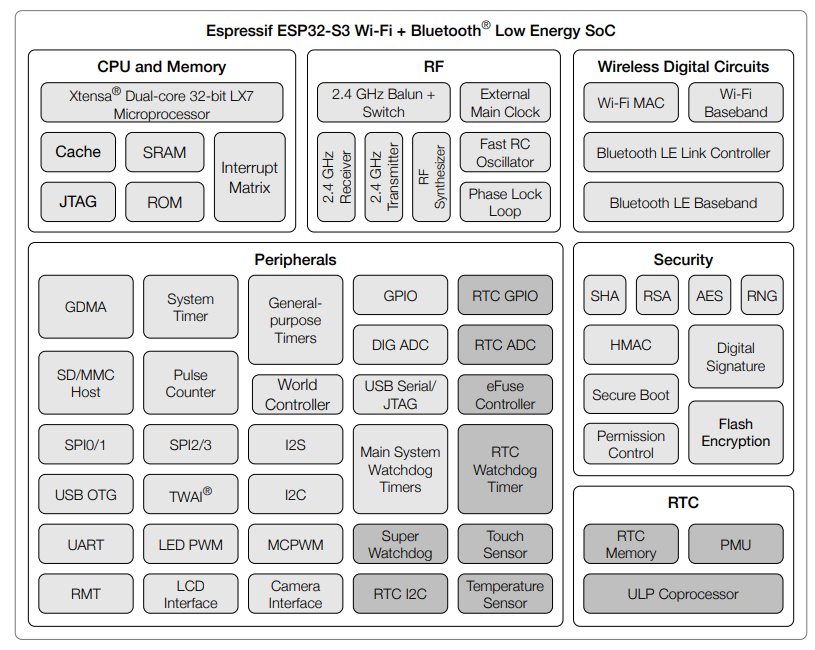 Espressif ESP32-S3 Wi-Fi + Bluetooth® Low Energy SoC
CPU and Memory
Xtensa® Dual-core 32-bit LX7
Microprocessor
Cache
SRAM
Interrupt
Matrix
JTAG
ROM
RF
2.4 GHz Balun +
Switch
External
Main Clock
2.4 GHz
Receiver
2.4 GHz
Transmitter
RF
Synthesizer
Fast RC
Oscillator
Phase Lock
Loop
Wireless Digital Circuits
Wi-Fi MAC
Wi-Fi
Baseband
Bluetooth LE Link Controller
Bluetooth LE Baseband
Peripherals
GDMA
System
Timer
General-
purpose
Timers
GPIO
RTC GPIO
DIG ADC
RTC ADC
SD/MMC
Host
Pulse
Counter
World
Controller
USB Serial/
JTAG
eFuse
Controller
SPI0/1
SPI2/3
I2S
Main System
Watchdog
Timers
RTC
Watchdog
Timer
USB OTG
TWAI®
I2C
UART
LED PWM
MCPWM
Super
Watchdog
Touch
Sensor
RMT
LCD
Interface
Camera
Interface
RTC I2C
Temperature
Sensor
Security
SHA
RSA
AES
RNG
HMAC
Digital
Signature
Secure Boot
Flash
Encryption
Permission
Control
RTC
RTC
Memory
PMU
ULP Coprocessor